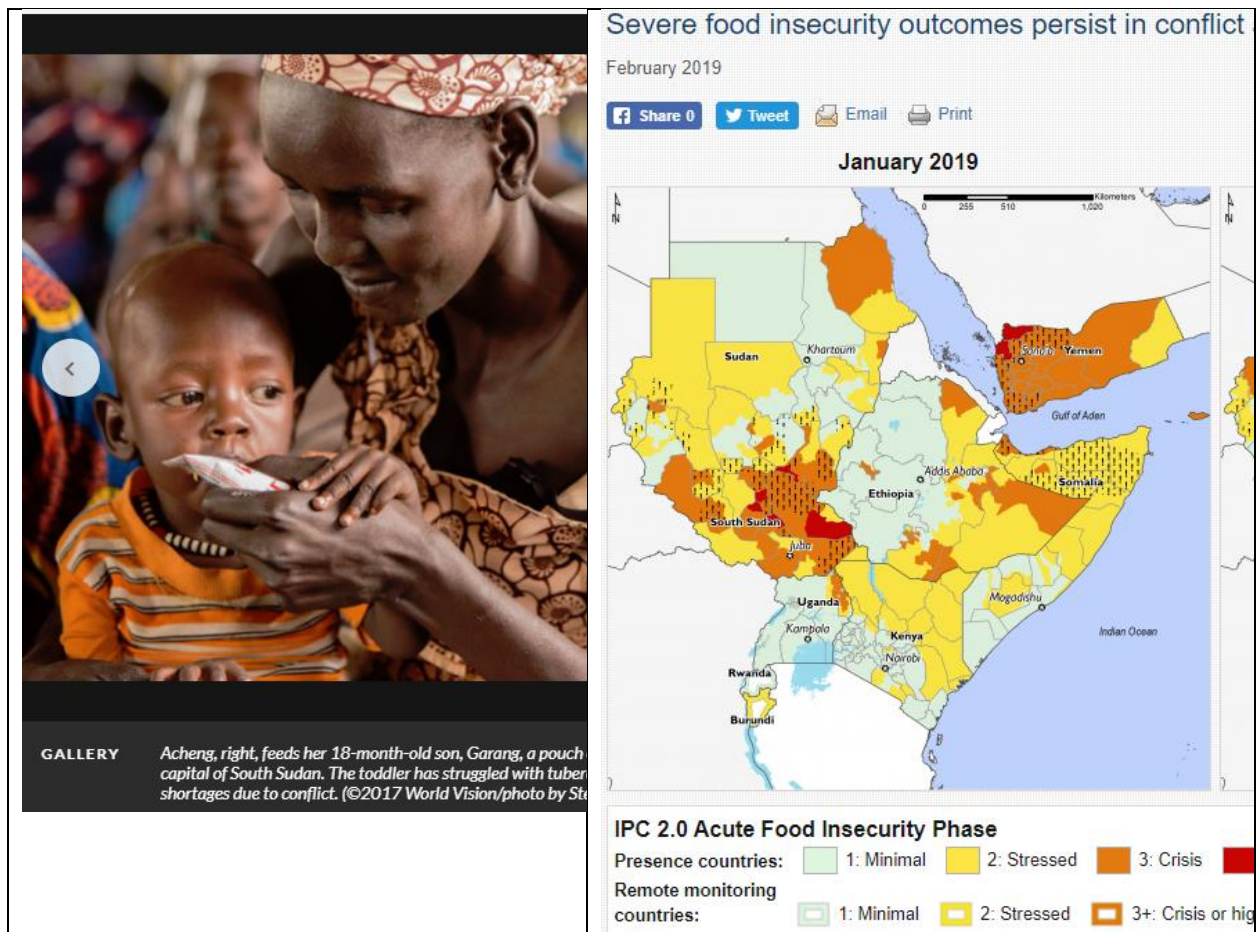 GALLERY
Acheng, right, feeds her 18-month-old son, Garang, a pouch
capital of South Sudan. The toddler has struggled with tuber
shortages due to conflict. (©2017 World Vision/photo by Ste
Severe food insecurity outcomes persist in conflict
February 2019
Share 0 Tweet Email Print
January 2019
N
Kilometers
0 255 510 1,020
N
Sudan
Khartoum
Sana'a
Yemen
Gulf of Aden
Addis Ababa
Ethiopia
Somalia
South Sudan
Juba
Uganda
Kampala
Mogadishu
Kenya
Indian Ocean
Nairobi
Rwanda
Burundi
IPC 2.0 Acute Food Insecurity Phase
Presence countries: 1: Minimal 2: Stressed 3: Crisis
Remote monitoring
countries: 1: Minimal 2: Stressed 3+: Crisis or hig